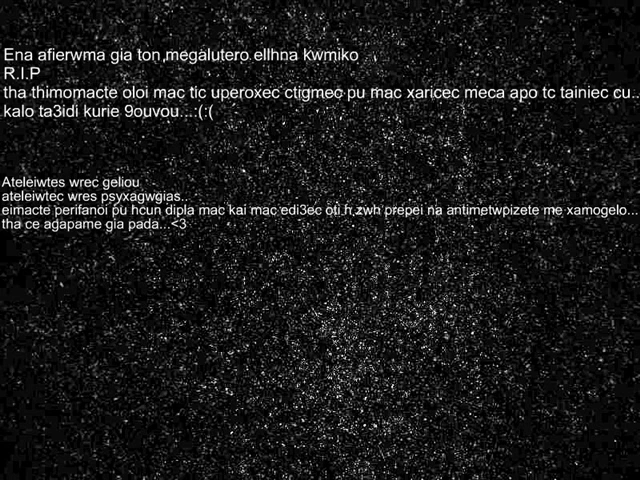 Ena afierwma gia ton megalutero ellhna kwmiko
R.I.P
tha thimomacte oloi mac tic uperoxec ctigmec pu mac xaricec meca apo tc tainiec cu..
kalo ta3idi kurie 9ouvou...:(:(
Ateleiwtes wrec geliou
ateleiwtec wres psyxagwgias..
eimacte perifanoi pu hcun dipla mac kai mac edi3ec oti h zwh prepei na antimetwpizete me xamogelo...
tha ce agapame gia pada...<3